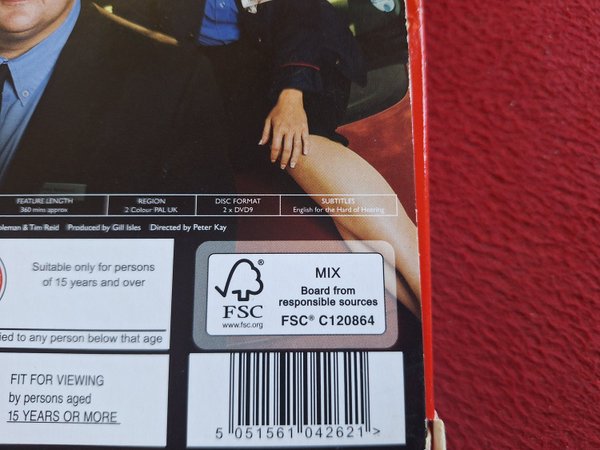 FEATURE LENGTH REGION DISC FORMAT SUBTITLES
360 mins approx 2 Colour PAL UK 2 x DVD9 English for the Hard of Hearing
oleman & Tim Reid Produced by Gill Isles Directed by Peter Kay
Suitable only for persons
of 15 years and over
ied to any person below that age
FSC
www.fsc.org
MIX
Board from
responsible sources
FSC® C120864
FIT FOR VIEWING
by persons aged
15 YEARS OR MORE
5 051561 042621 >